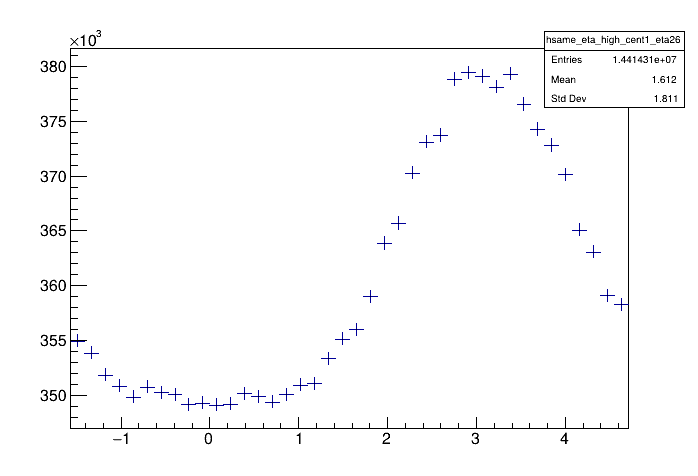 ×10³
hsame_eta_high_cent1_eta26
Entries 1.441431e+07
Mean 1.612
Std Dev 1.811
380
375
370
365
360
355
350
−1 0 1 2 3 4